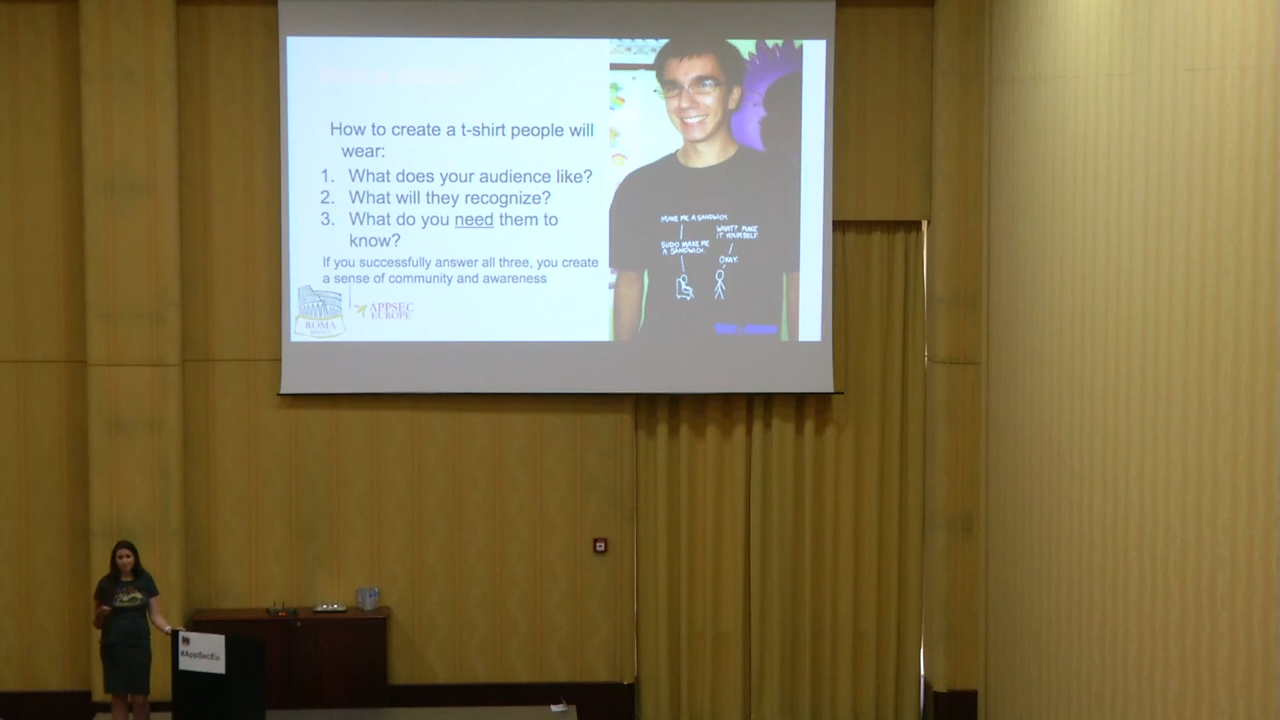 How to create a t-shirt people will
wear:
1. What does your audience like?
2. What will they recognize?
3. What do you need them to
know?
If you successfully answer all three, you create
a sense of community and awareness
ROMA
APPSEC
EUROPE
MAKE ME A SANDWICH.
WHAT? MAKE
IT YOURSELF.
SUDO MAKE ME
A SANDWICH.
OKAY.
#AppSecEu